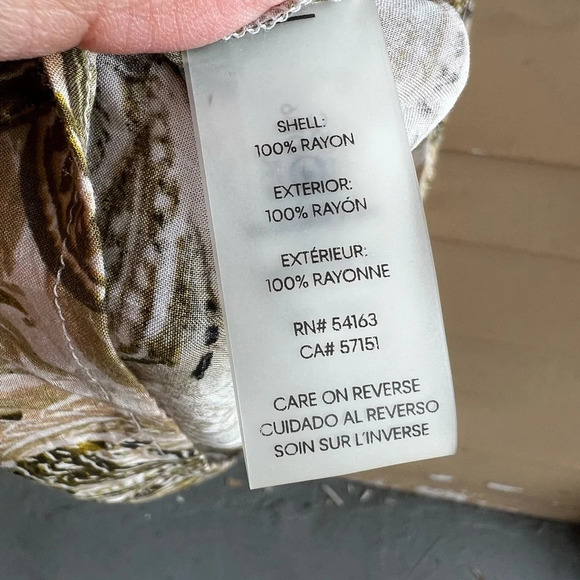 SHELL:
100% RAYON
EXTERIOR:
100% RAYÓN
EXTÉRIEUR:
100% RAYONNE
RN# 54163
CA# 57151
CARE ON REVERSE
CUIDADO AL REVERSO
SOIN SUR L'INVERSE